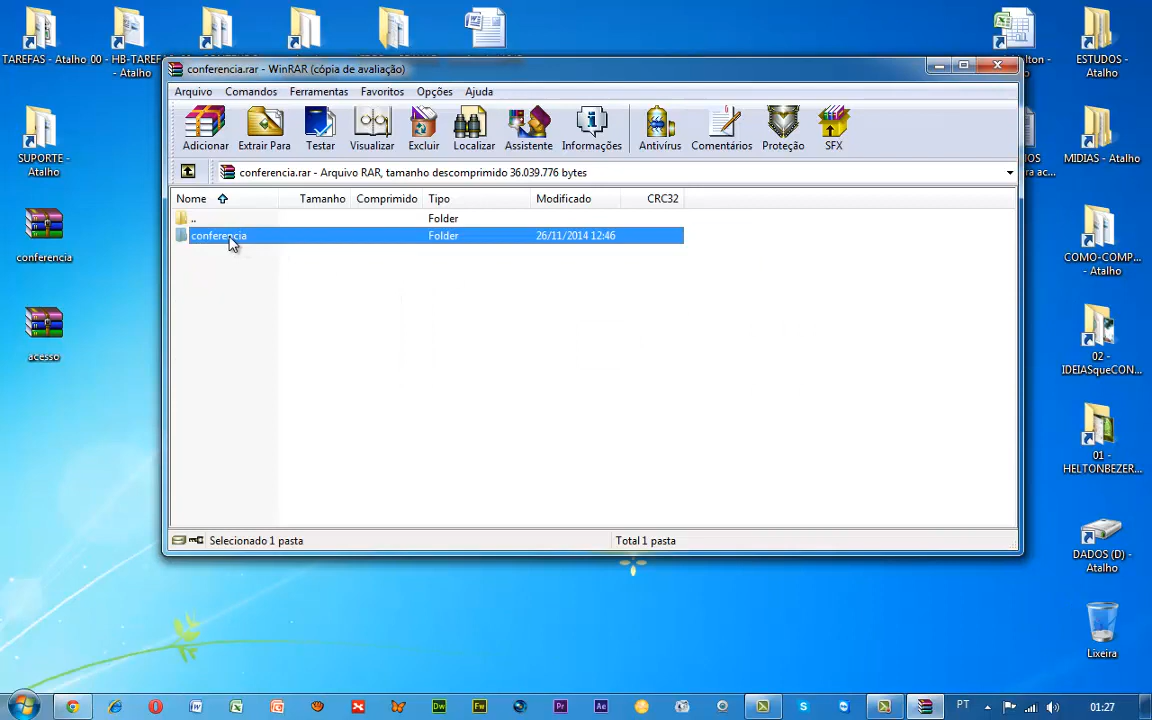 TAREFAS - Atalho
00 - HB-TAREF
- Atalho
conferencia.rar - WinRAR (cópia de avaliação)
ESTUDOS -
Atalho
Arquivo Comandos Ferramentas Favoritos Opções Ajuda
Adicionar Extrair Para Testar Visualizar Excluir Localizar Assistente Informações Antivírus Comentários Proteção SFX
SUPORTE -
Atalho
MIDIAS - Atalho
conferencia.rar - Arquivo RAR, tamanho descomprimido 36.039.776 bytes
Nome Tamanho Comprimido Tipo Modificado CRC32
.. Folder
conferencia Folder 26/11/2014 12:46
conferencia
COMO-COMP...
- Atalho
acesso
02 -
IDEIASqueCON...
01 -
HELTONBEZER...
Selecionado 1 pasta Total 1 pasta
DADOS (D) -
Atalho
Lixeira
Dw Fw Pr Ae
PT
01:27